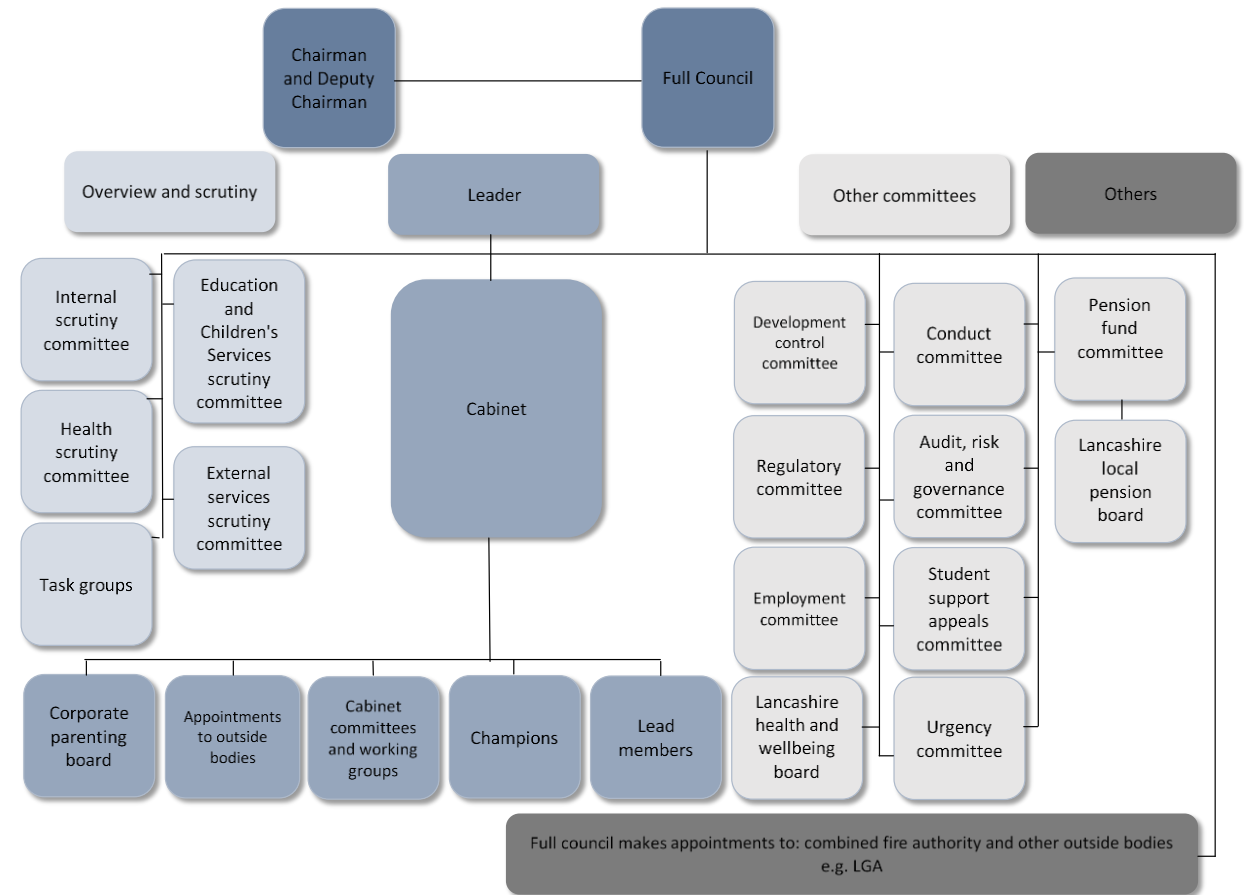 Chairman
and Deputy
Chairman
Full Council
Overview and scrutiny
Leader
Other committees
Others
Internal
scrutiny
committee
Education
and
Children's
Services
scrutiny
committee
Health
scrutiny
committee
External
services
scrutiny
committee
Task groups
Cabinet
Development
control
committee
Conduct
committee
Pension
fund
committee
Regulatory
committee
Audit, risk
and
governance
committee
Lancashire
local
pension
board
Employment
committee
Student
support
appeals
committee
Lancashire
health and
wellbeing
board
Urgency
committee
Corporate
parenting
board
Appointments
to outside
bodies
Cabinet
committees
and working
groups
Champions
Lead
members
Full council makes appointments to: combined fire authority and other outside bodies
e.g. LGA